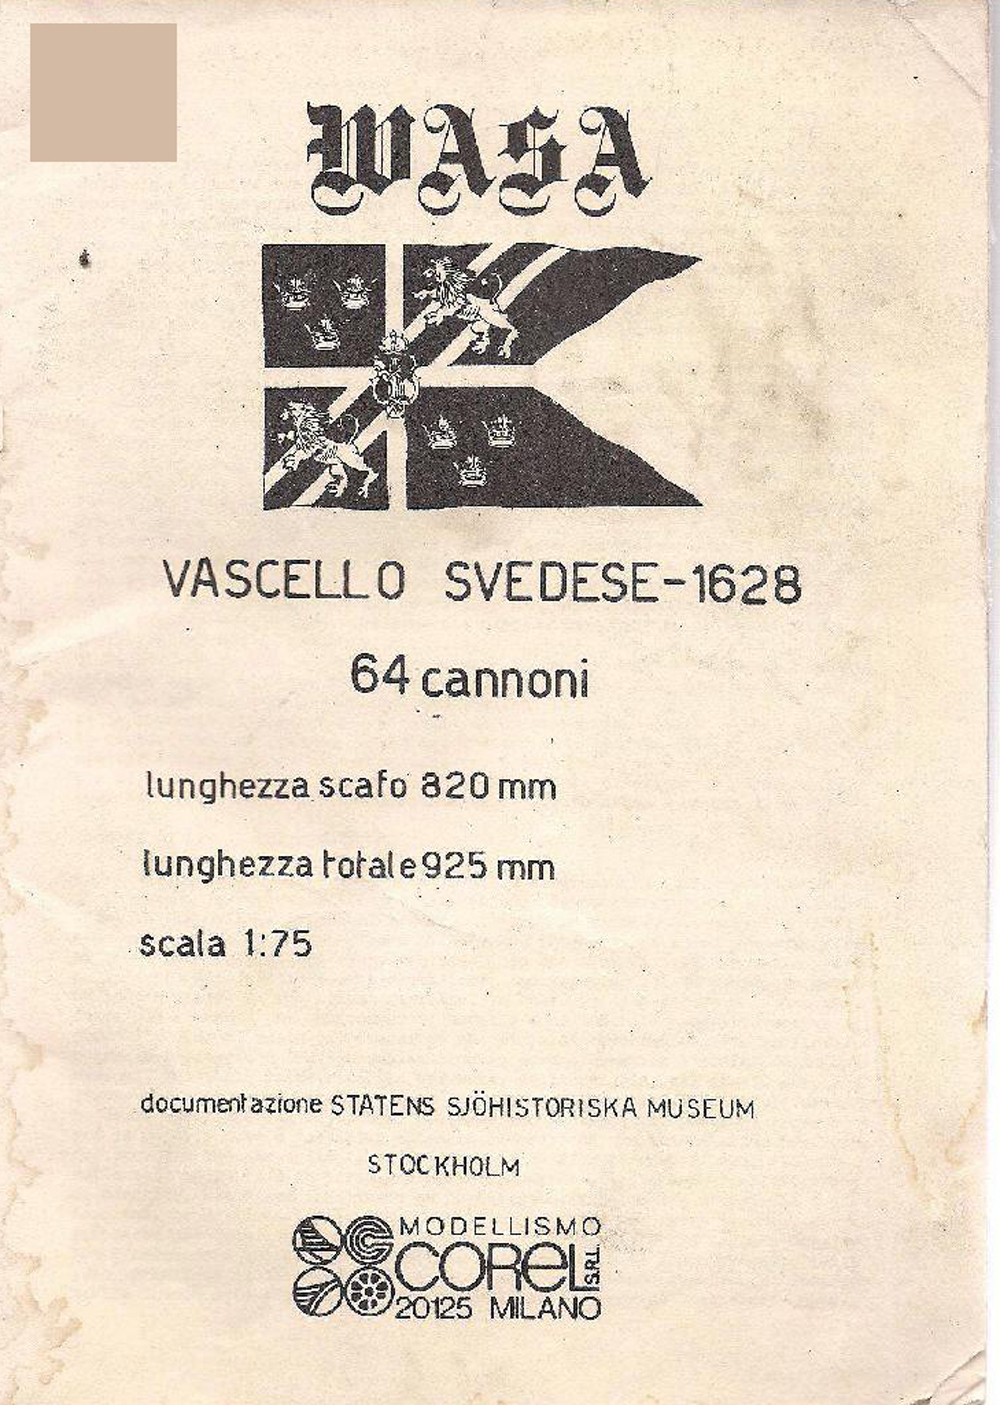 WASA
VASCELLO SVEDESE-1628
64 cannoni
lunghezza scafo 820 mm
lunghezza totale 925 mm
scala 1:75
documentazione STATENS SJÖHISTORISKA MUSEUM
STOCKHOLM
MODELLISMO
COREL S.R.L.
20125 MILANO